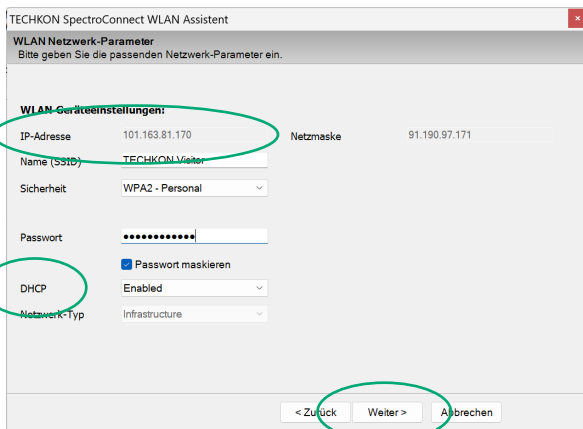 TECHKON SpectroConnect WLAN Assistent
WLAN Netzwerk-Parameter
Bitte geben Sie die passenden Netzwerk-Parameter ein.
WLAN Geräteeinstellungen:
IP-Adresse 101.163.81.170 Netzmaske 91.190.97.171
Name (SSID) TECHKON Visitor
Sicherheit WPA2 - Personal
Passwort ●●●●●●●●●●●●
Passwort maskieren
DHCP Enabled
Netzwerk-Typ Infrastructure
< Zurück Weiter > Abbrechen